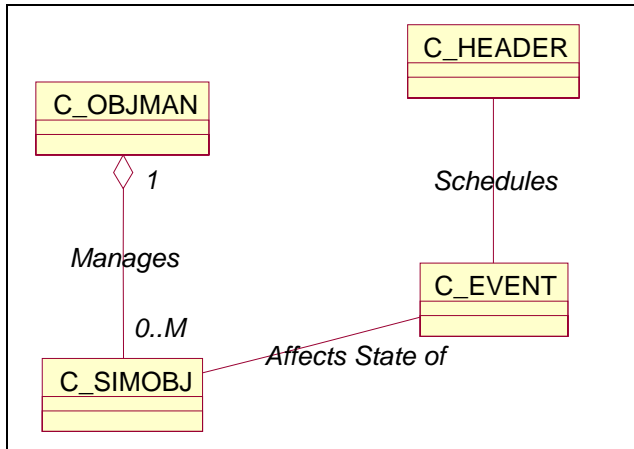 C_HEADER
C_OBJMAN
1
Schedules
Manages
C_EVENT
0..M
Affects State of
C_SIMOBJ